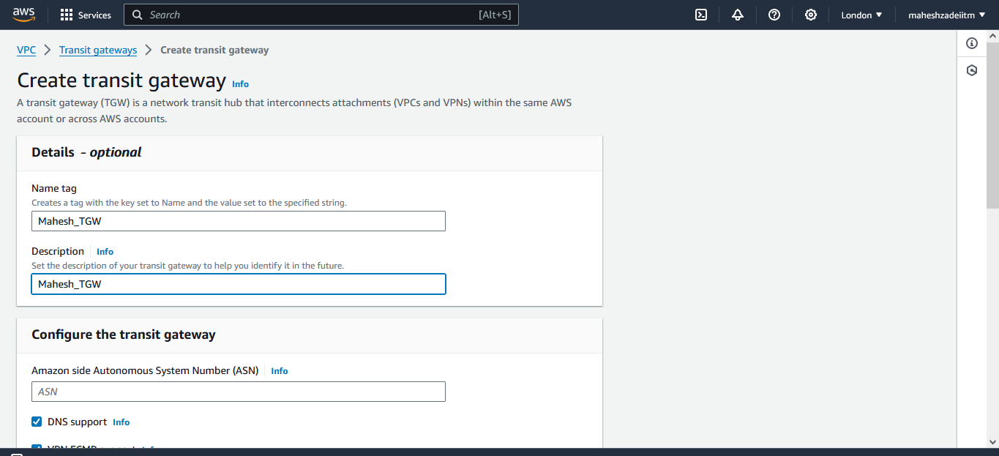 aws
Services
Search
[Alt+S]
London
maheshzadeiitm
VPC
Transit gateways
Create transit gateway
Create transit gateway Info
A transit gateway (TGW) is a network transit hub that interconnects attachments (VPCs and VPNs) within the same AWS
account or across AWS accounts.
Details - optional
Name tag
Creates a tag with the key set to Name and the value set to the specified string.
Mahesh_TGW
Description Info
Set the description of your transit gateway to help you identify it in the future.
Mahesh_TGW
Configure the transit gateway
Amazon side Autonomous System Number (ASN) Info
ASN
DNS support Info
VPN ECMP support Info